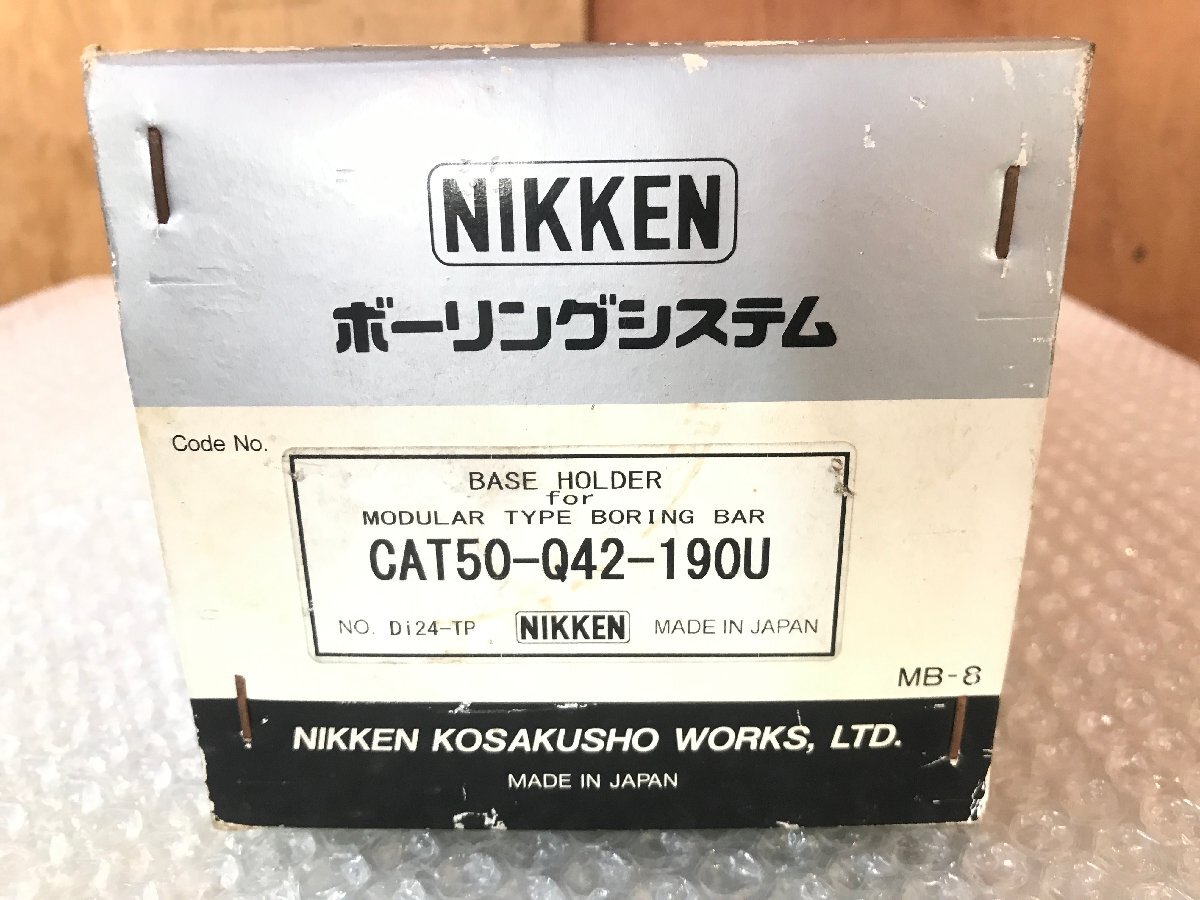 NIKKEN
ボーリングシステム
Code No.
BASE HOLDER
for
MODULAR TYPE BORING BAR
CAT50-Q42-190U
NO. Di24-TP NIKKEN MADE IN JAPAN
MB-8
NIKKEN KOSAKUSHO WORKS, LTD.
MADE IN JAPAN